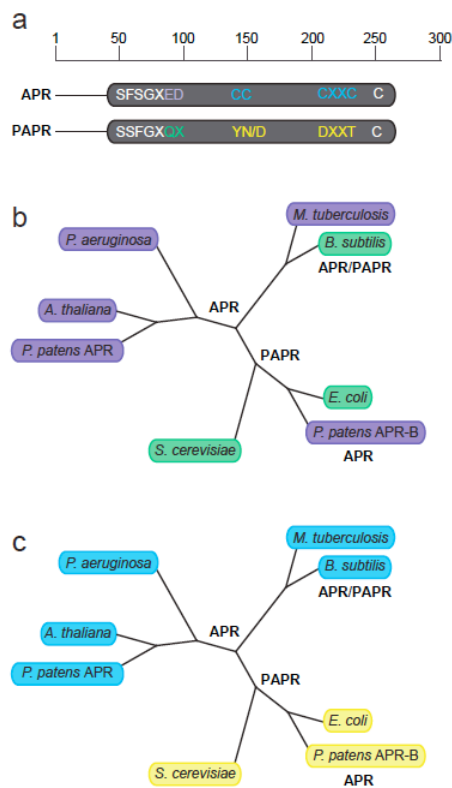 a
1 50 100 150 200 250 300
APR SFSGXED CC CXXC C
PAPR SSFGXQX YN/D DXXT C
b
M. tuberculosis
P. aeruginosa
B. subtilis
APR/PAPR
A. thaliana
APR
P. patens APR
PAPR
E. coli
P. patens APR-B
S. cerevisiae
APR
c
M. tuberculosis
P. aeruginosa
B. subtilis
APR/PAPR
A. thaliana
APR
P. patens APR
PAPR
E. coli
P. patens APR-B
S. cerevisiae
APR